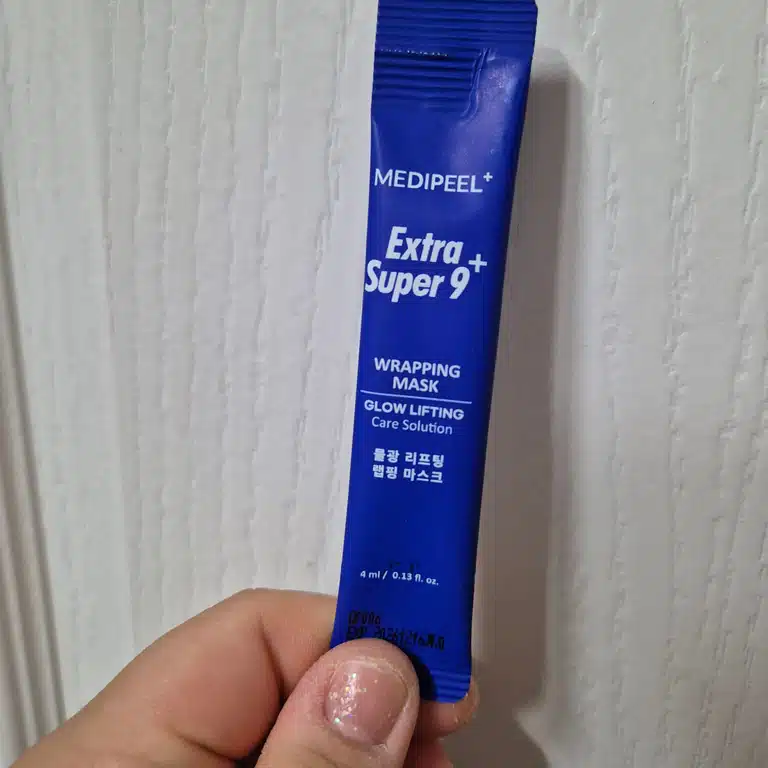 MEDIPEEL+
Extra
Super 9+
WRAPPING
MASK
GLOW LIFTING
Care Solution
물광 리프팅
랩핑 마스크
4 ml / 0.13 fl. oz.